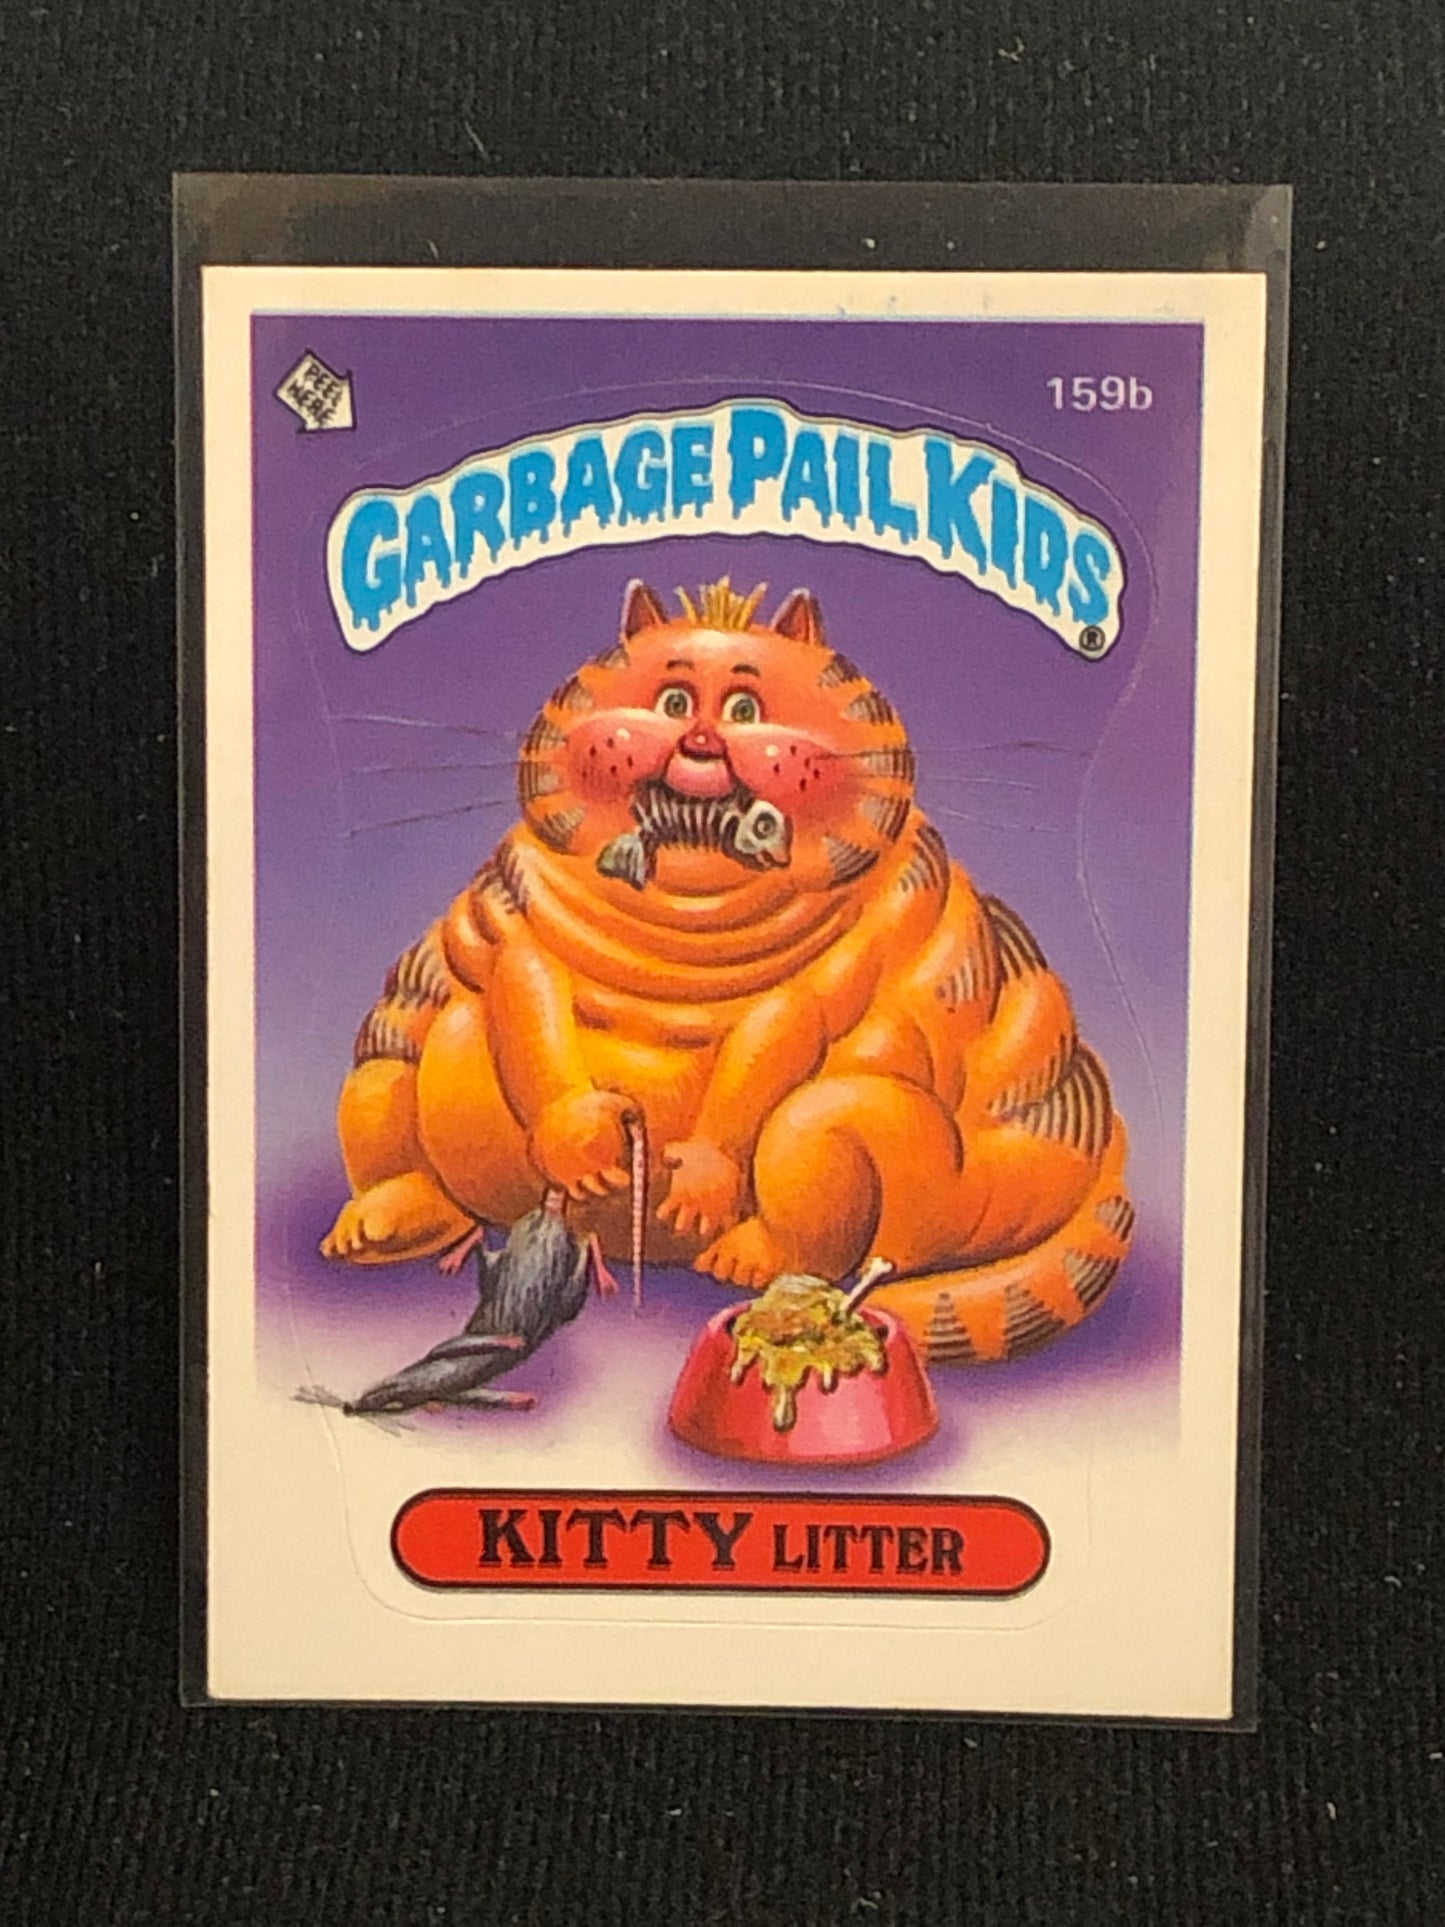 PEEL
HERE
159b
GARBAGE PAIL KIDS
®
KITTY LITTER